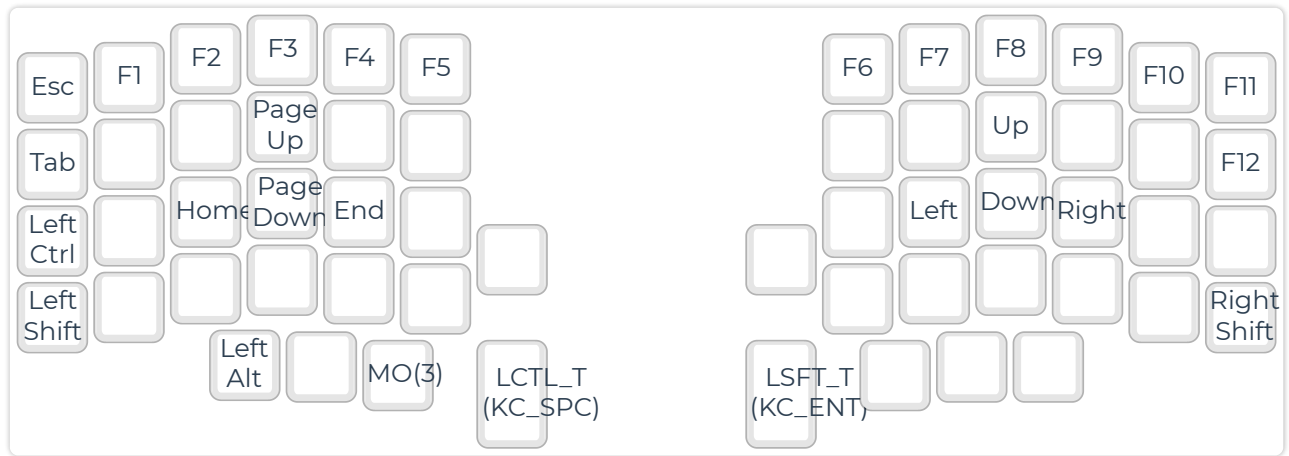 Esc
F1
F2
F3
F4
F5
F6
F7
F8
F9
F10
F11
Tab
Page
Up
Up
F12
Left
Ctrl
Home
Page
Down
End
Left
Down
Right
Left
Shift
Right
Shift
Left
Alt
MO(3)
LCTL_T
(KC_SPC)
LSFT_T
(KC_ENT)